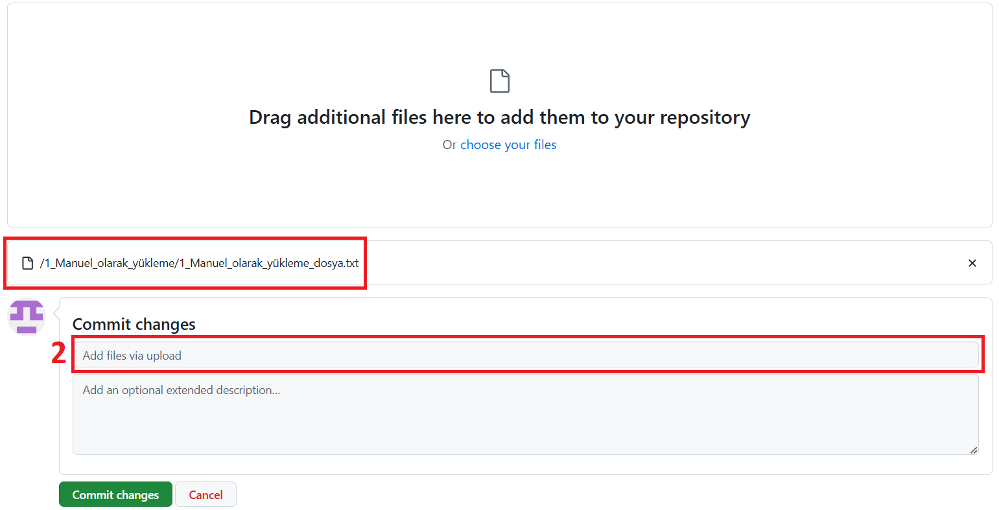 Drag additional files here to add them to your repository
Or choose your files
/1_Manuel_olarak_yükleme/1_Manuel_olarak_yükleme_dosya.txt
Commit changes
2
Add files via upload
Add an optional extended description...
Commit changes
Cancel